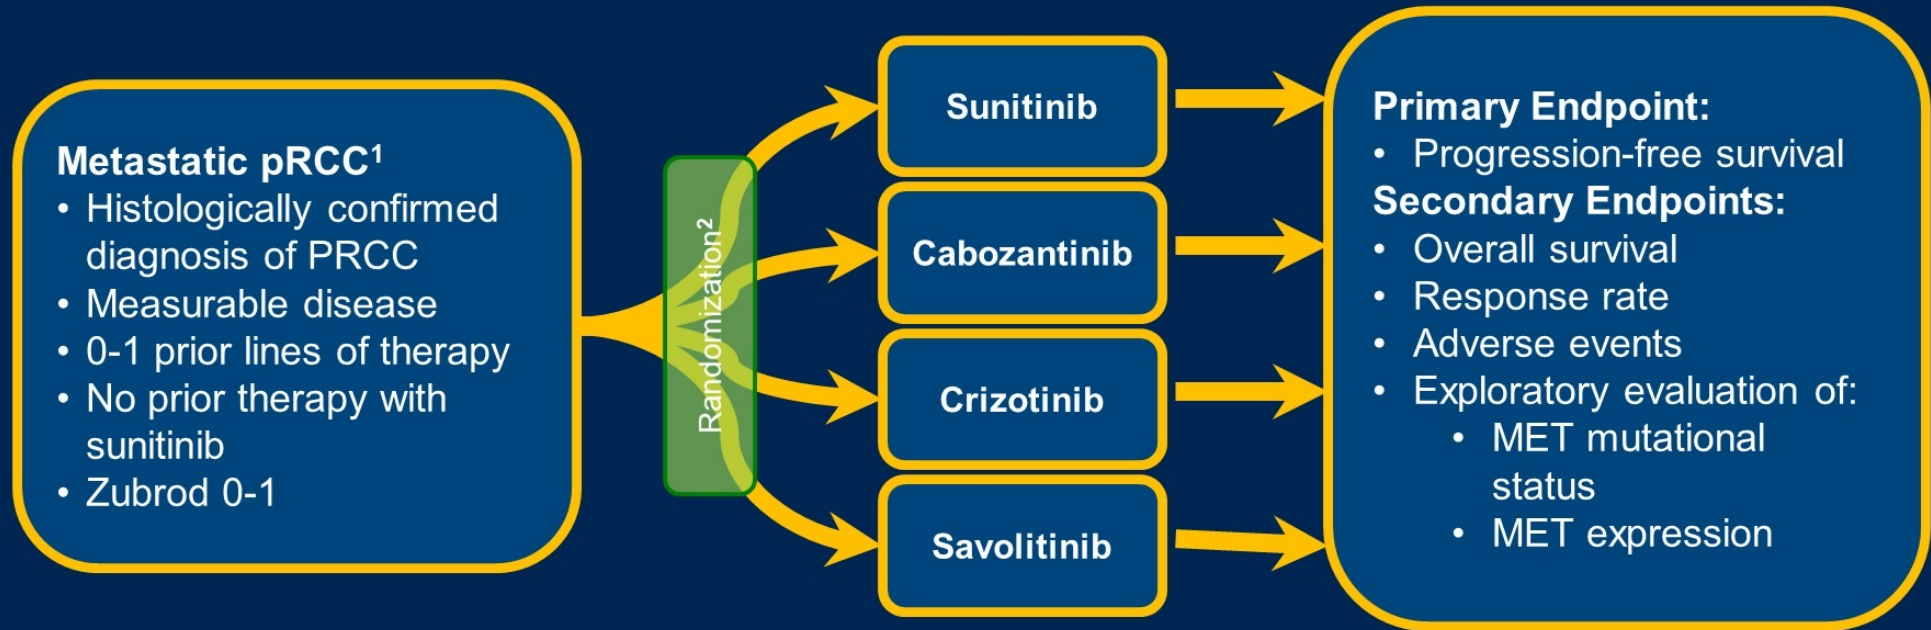 Metastatic pRCC¹
• Histologically confirmed
diagnosis of PRCC
• Measurable disease
• 0-1 prior lines of therapy
• No prior therapy with
sunitinib
• Zubrod 0-1
Randomization²
Sunitinib
Cabozantinib
Crizotinib
Savolitinib
Primary Endpoint:
• Progression-free survival
Secondary Endpoints:
• Overall survival
• Response rate
• Adverse events
• Exploratory evaluation of:
• MET mutational
status
• MET expression